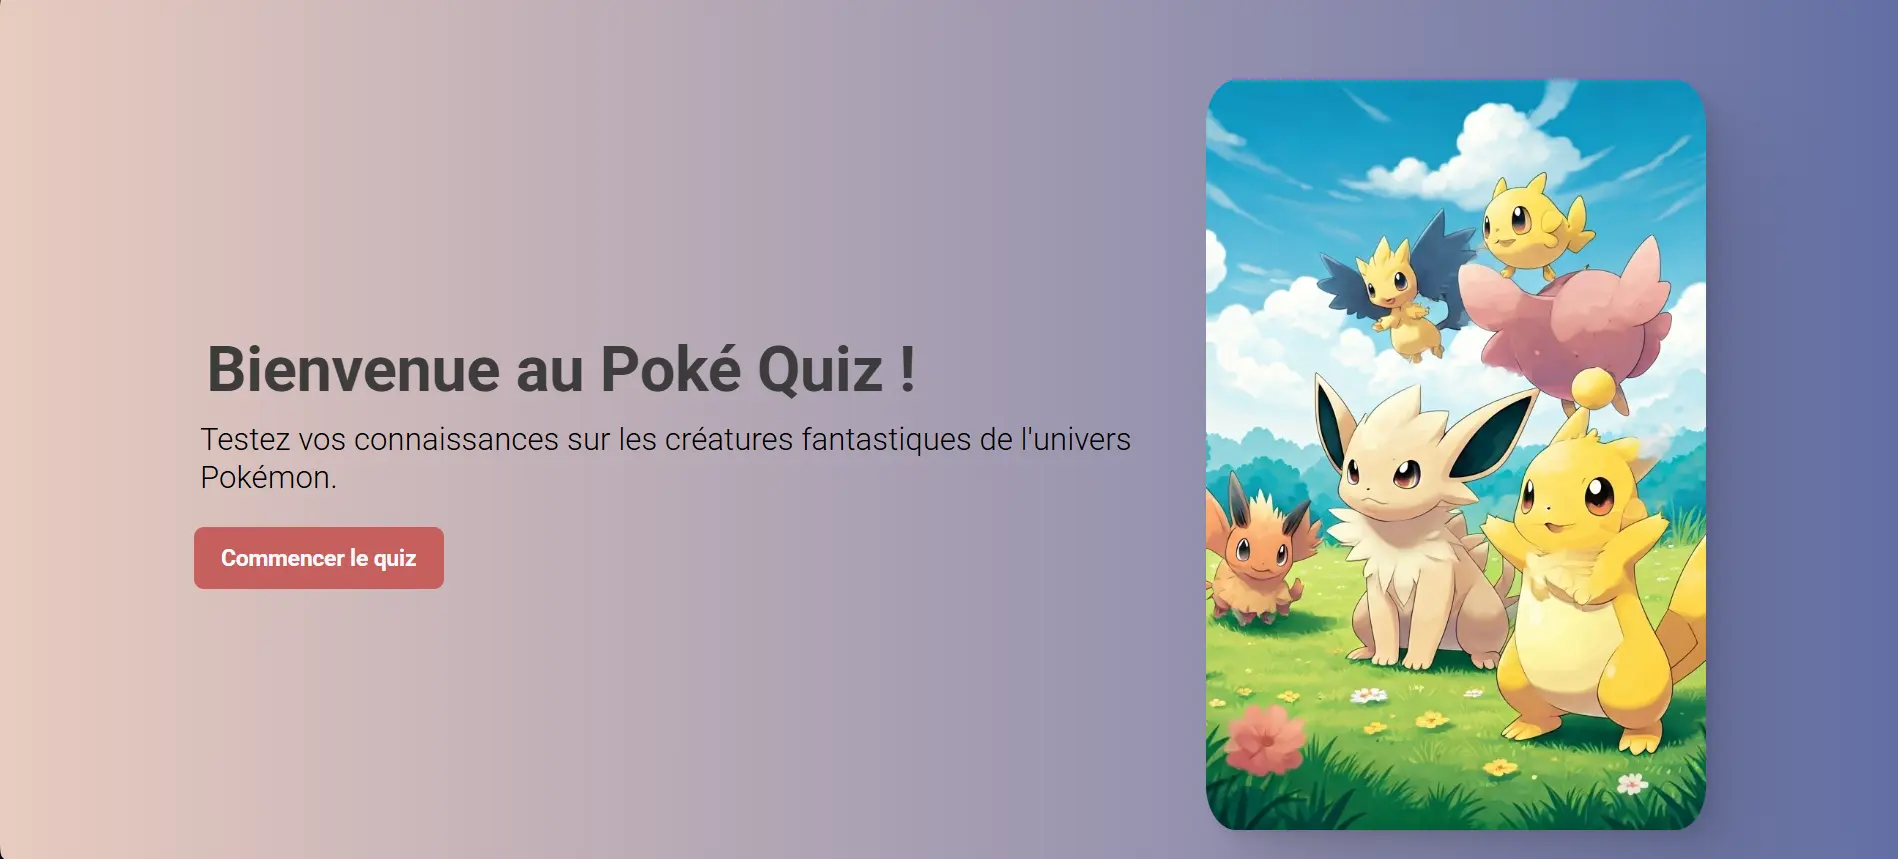 Bienvenue au Poké Quiz !
Testez vos connaissances sur les créatures fantastiques de l'univers
Pokémon.
Commencer le quiz